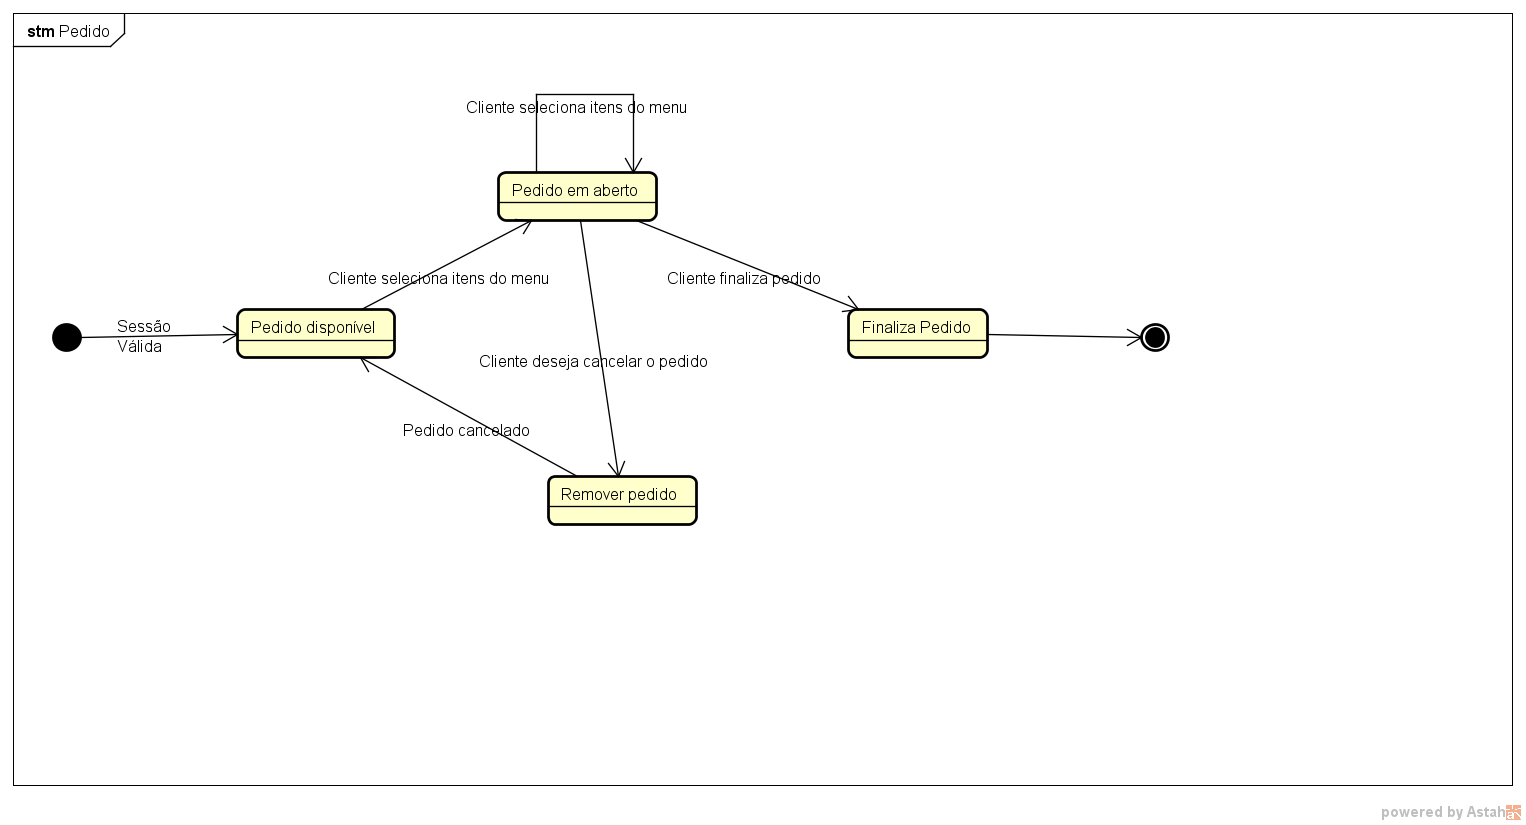 stm Pedido
Cliente seleciona itens do menu
Pedido em aberto
Cliente seleciona itens do menu
Cliente finaliza pedido
Sessão
Válida
Pedido disponível
Finaliza Pedido
Cliente deseja cancelar o pedido
Pedido cancelado
Remover pedido
powered by Astah